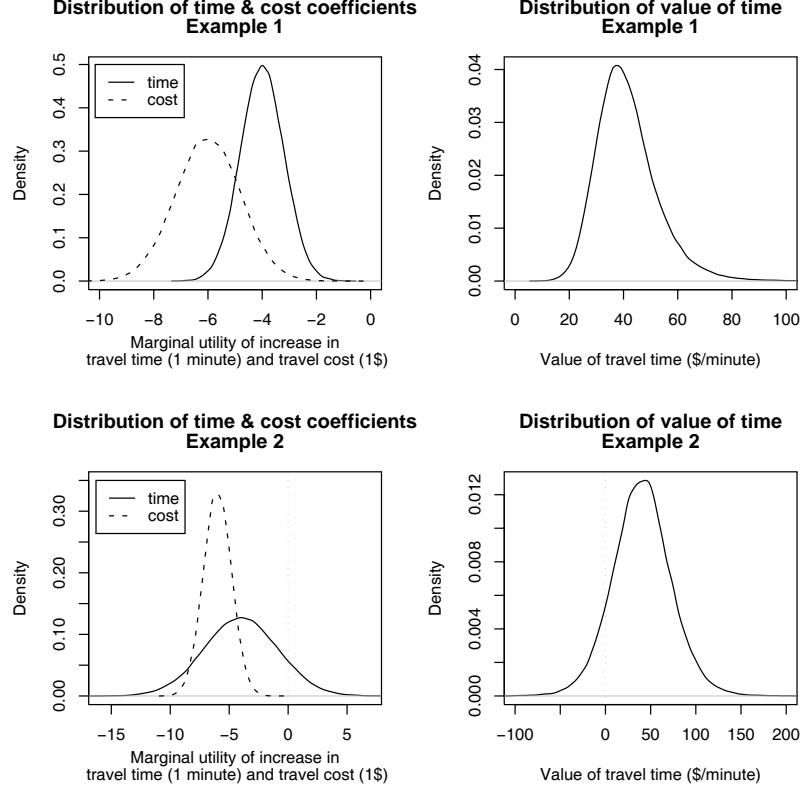 Distribution of time & cost coefficients
Example 1
time
cost
Density
0.0 0.1 0.2 0.3 0.4 0.5
−10 −8 −6 −4 −2 0
Marginal utility of increase in
travel time (1 minute) and travel cost (1$)
Distribution of value of time
Example 1
Density
0.00 0.01 0.02 0.03 0.04
0 20 40 60 80 100
Value of travel time ($/minute)
Distribution of time & cost coefficients
Example 2
time
cost
Density
0.00 0.10 0.20 0.30
−15 −10 −5 0 5
Marginal utility of increase in
travel time (1 minute) and travel cost (1$)
Distribution of value of time
Example 2
Density
0.000 0.004 0.008 0.012
−100 0 50 100 150 200
Value of travel time ($/minute)